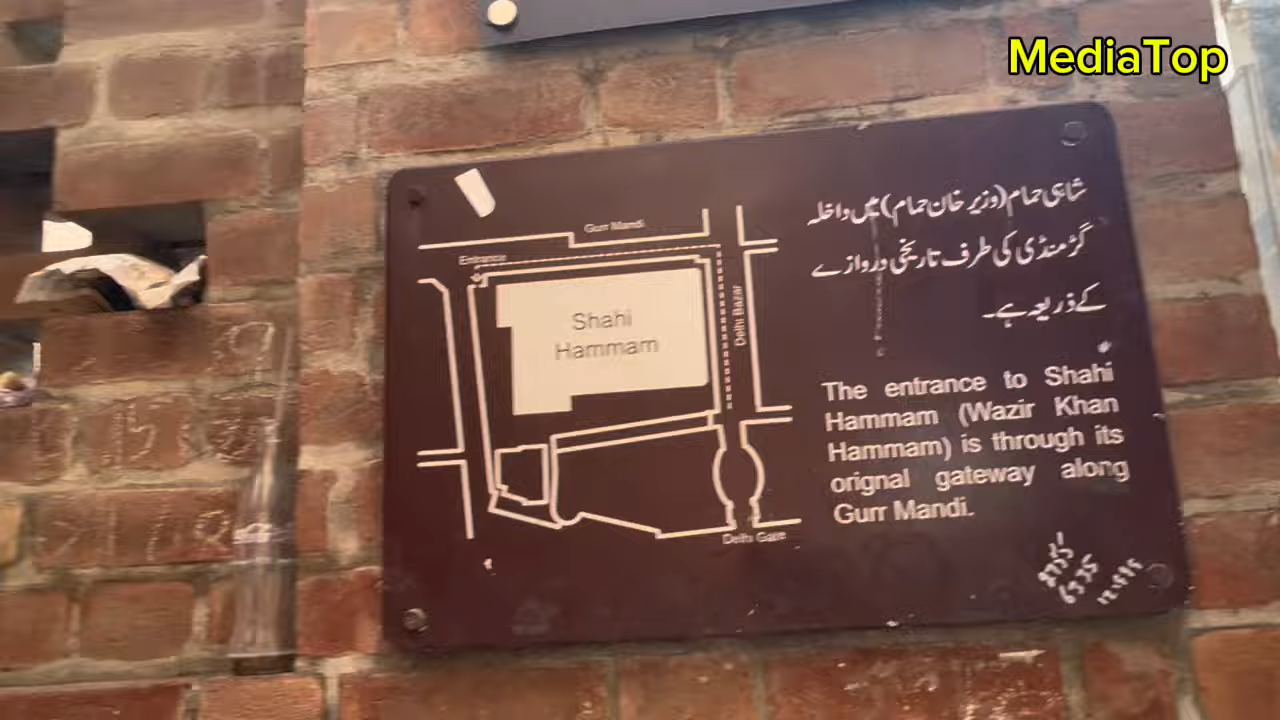 MediaTop
Gurr Mandi
Entrance
Shahi
Hammam
Delhi Bazar
Delhi Gate
شاہی حمام (وزیر خان حمام) میں داخلہ
گڑمنڈی کی طرف تاریخی دروازے
کے ذریعہ ہے۔
The entrance to Shahi
Hammam (Wazir Khan
Hammam) is through its
orignal gateway along
Gurr Mandi.